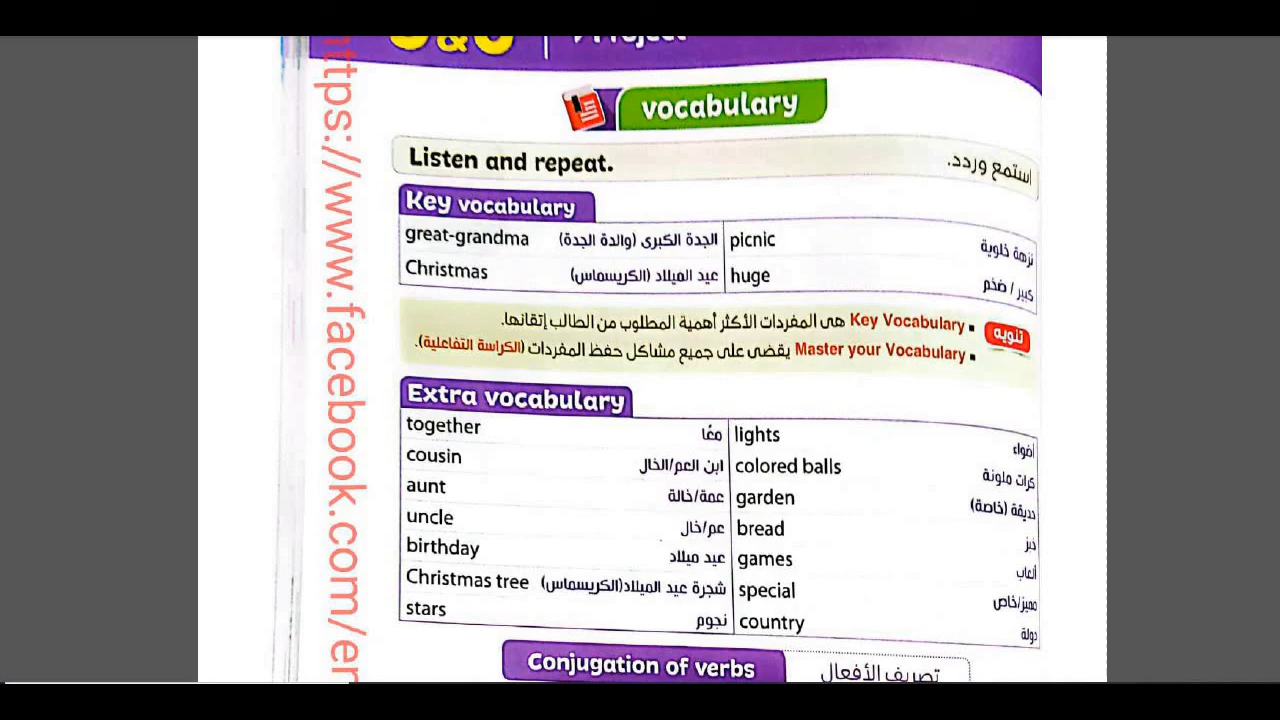 & Project
vocabulary
Listen and repeat. استمع وردد.
Key vocabulary
great-grandma الجدة الكبرى (والدة الجدة) picnic نزهة خلوية
Christmas عيد الميلاد (الكريسماس) huge كبير / ضخم
تنويه
▪ Key Vocabulary هى المفردات الأكثر أهمية المطلوب من الطالب إتقانها.
▪ Master your Vocabulary يقضى على جميع مشاكل حفظ المفردات (الكراسة التفاعلية).
Extra vocabulary
together معًا lights أضواء
cousin ابن العم/الخال colored balls كرات ملونة
aunt عمة/خالة garden حديقة (خاصة)
uncle عم/خال bread خبز
birthday عيد ميلاد games ألعاب
Christmas tree شجرة عيد الميلاد(الكريسماس) special مميز/خاص
stars نجوم country دولة
Conjugation of verbs تصريف الأفعال
https://www.facebook.com/en